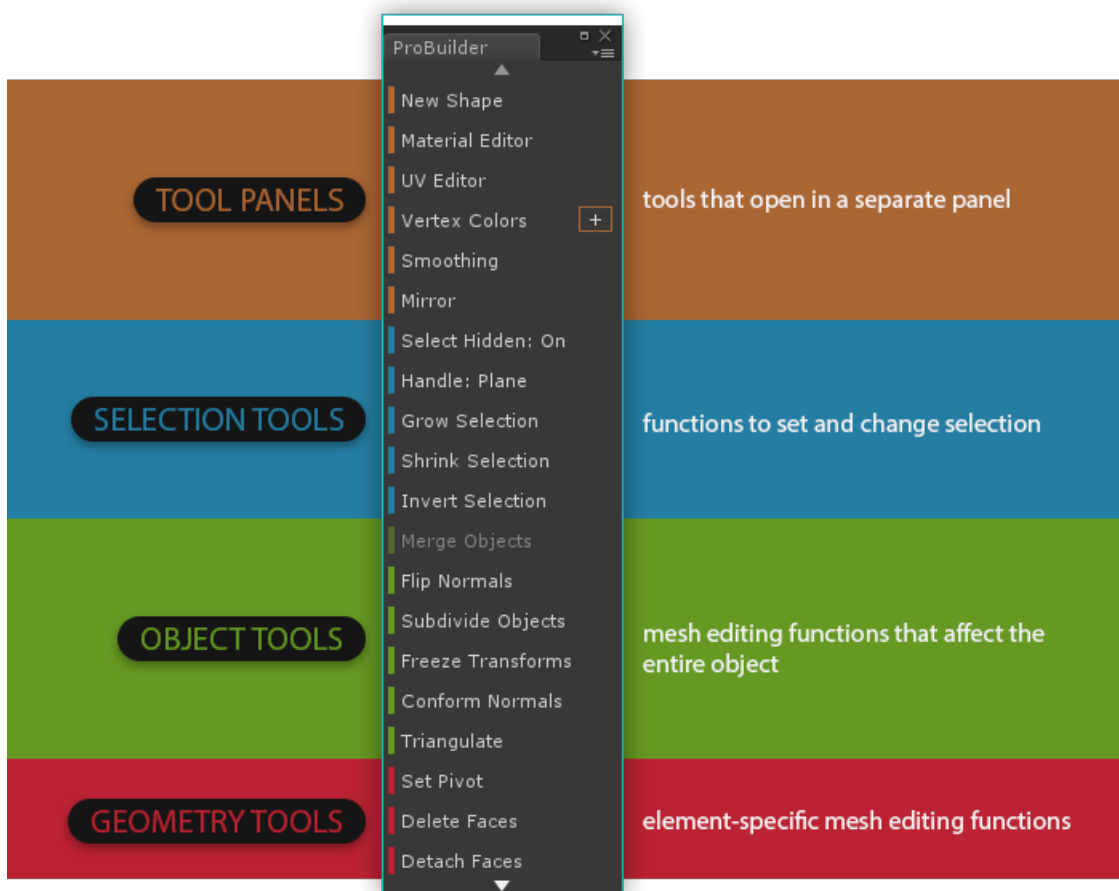 ProBuilder
New Shape
Material Editor
UV Editor
TOOL PANELS
tools that open in a separate panel
Vertex Colors +
Smoothing
Mirror
Select Hidden: On
Handle: Plane
SELECTION TOOLS
Grow Selection
functions to set and change selection
Shrink Selection
Invert Selection
Merge Objects
Flip Normals
Subdivide Objects
OBJECT TOOLS
mesh editing functions that affect the
entire object
Freeze Transforms
Conform Normals
Triangulate
Set Pivot
GEOMETRY TOOLS
Delete Faces
element-specific mesh editing functions
Detach Faces